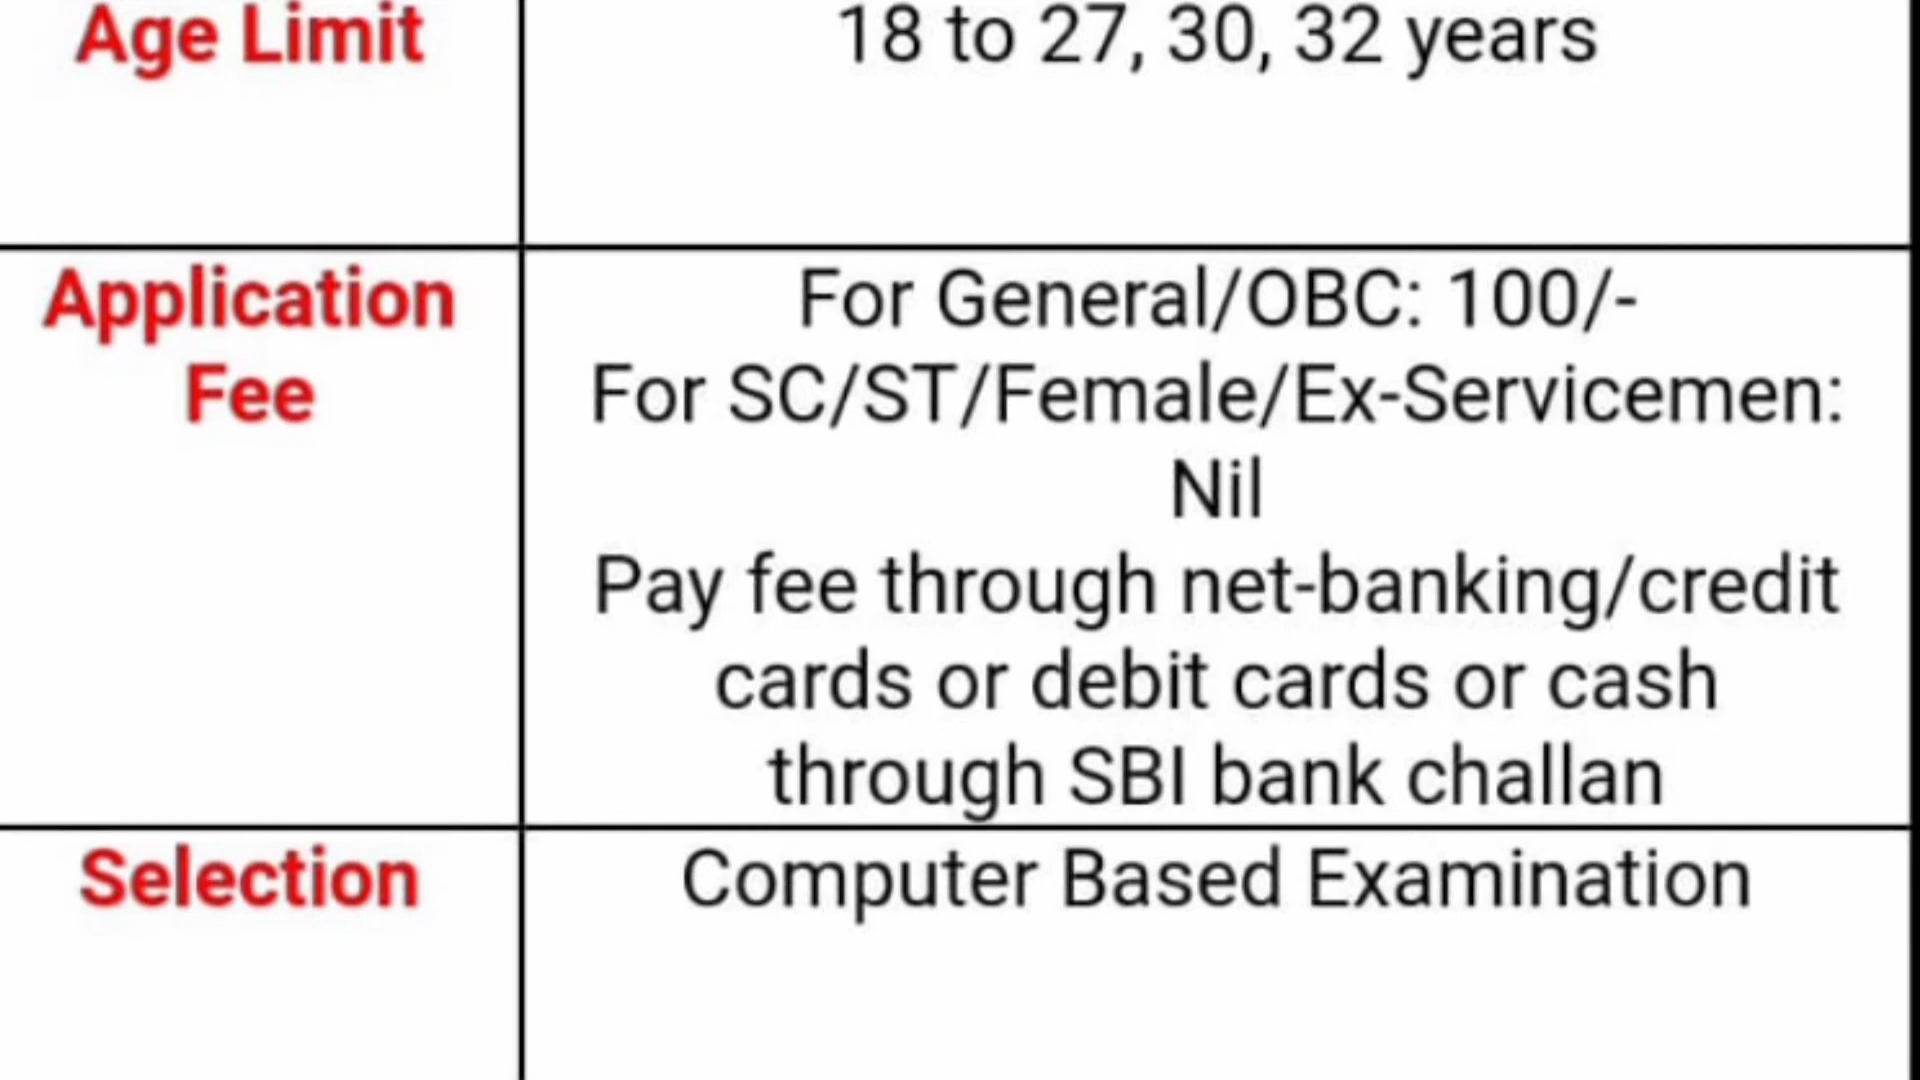 Age Limit
18 to 27, 30, 32 years
Application
Fee
For General/OBC: 100/-
For SC/ST/Female/Ex-Servicemen:
Nil
Pay fee through net-banking/credit
cards or debit cards or cash
through SBI bank challan
Selection
Computer Based Examination